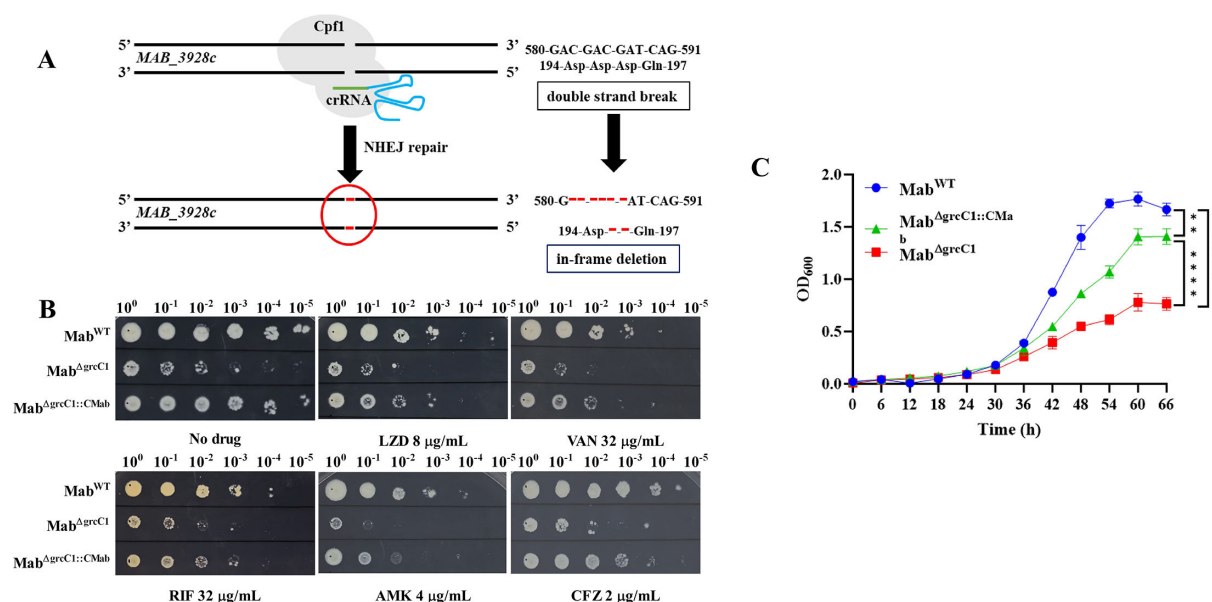 A
Cpf1
5’ 3’
MAB_3928c
3’ 5’
crRNA
580-GAC-GAC-GAT-CAG-591
194-Asp-Asp-Asp-Gln-197
double strand break
NHEJ repair
5’ 3’
MAB_3928c
3’ 5’
580-G-----AT-CAG-591
194-Asp---Gln-197
in-frame deletion
B
10⁰ 10⁻¹ 10⁻² 10⁻³ 10⁻⁴ 10⁻⁵ 10⁰ 10⁻¹ 10⁻² 10⁻³ 10⁻⁴ 10⁻⁵ 10⁰ 10⁻¹ 10⁻² 10⁻³ 10⁻⁴ 10⁻⁵
Mab^WT
Mab^ΔgrcC1
Mab^ΔgrcC1::CMab
No drug LZD 8 μg/mL VAN 32 μg/mL
10⁰ 10⁻¹ 10⁻² 10⁻³ 10⁻⁴ 10⁻⁵ 10⁰ 10⁻¹ 10⁻² 10⁻³ 10⁻⁴ 10⁻⁵ 10⁰ 10⁻¹ 10⁻² 10⁻³ 10⁻⁴ 10⁻⁵
Mab^WT
Mab^ΔgrcC1
Mab^ΔgrcC1::CMab
RIF 32 μg/mL AMK 4 μg/mL CFZ 2 μg/mL
C
Mab^WT
Mab^ΔgrcC1::CMa
b
Mab^ΔgrcC1
2.0
1.5
1.0
0.5
0.0
OD₆₀₀
0 6 12 18 24 30 36 42 48 54 60 66
Time (h)
**
****
****